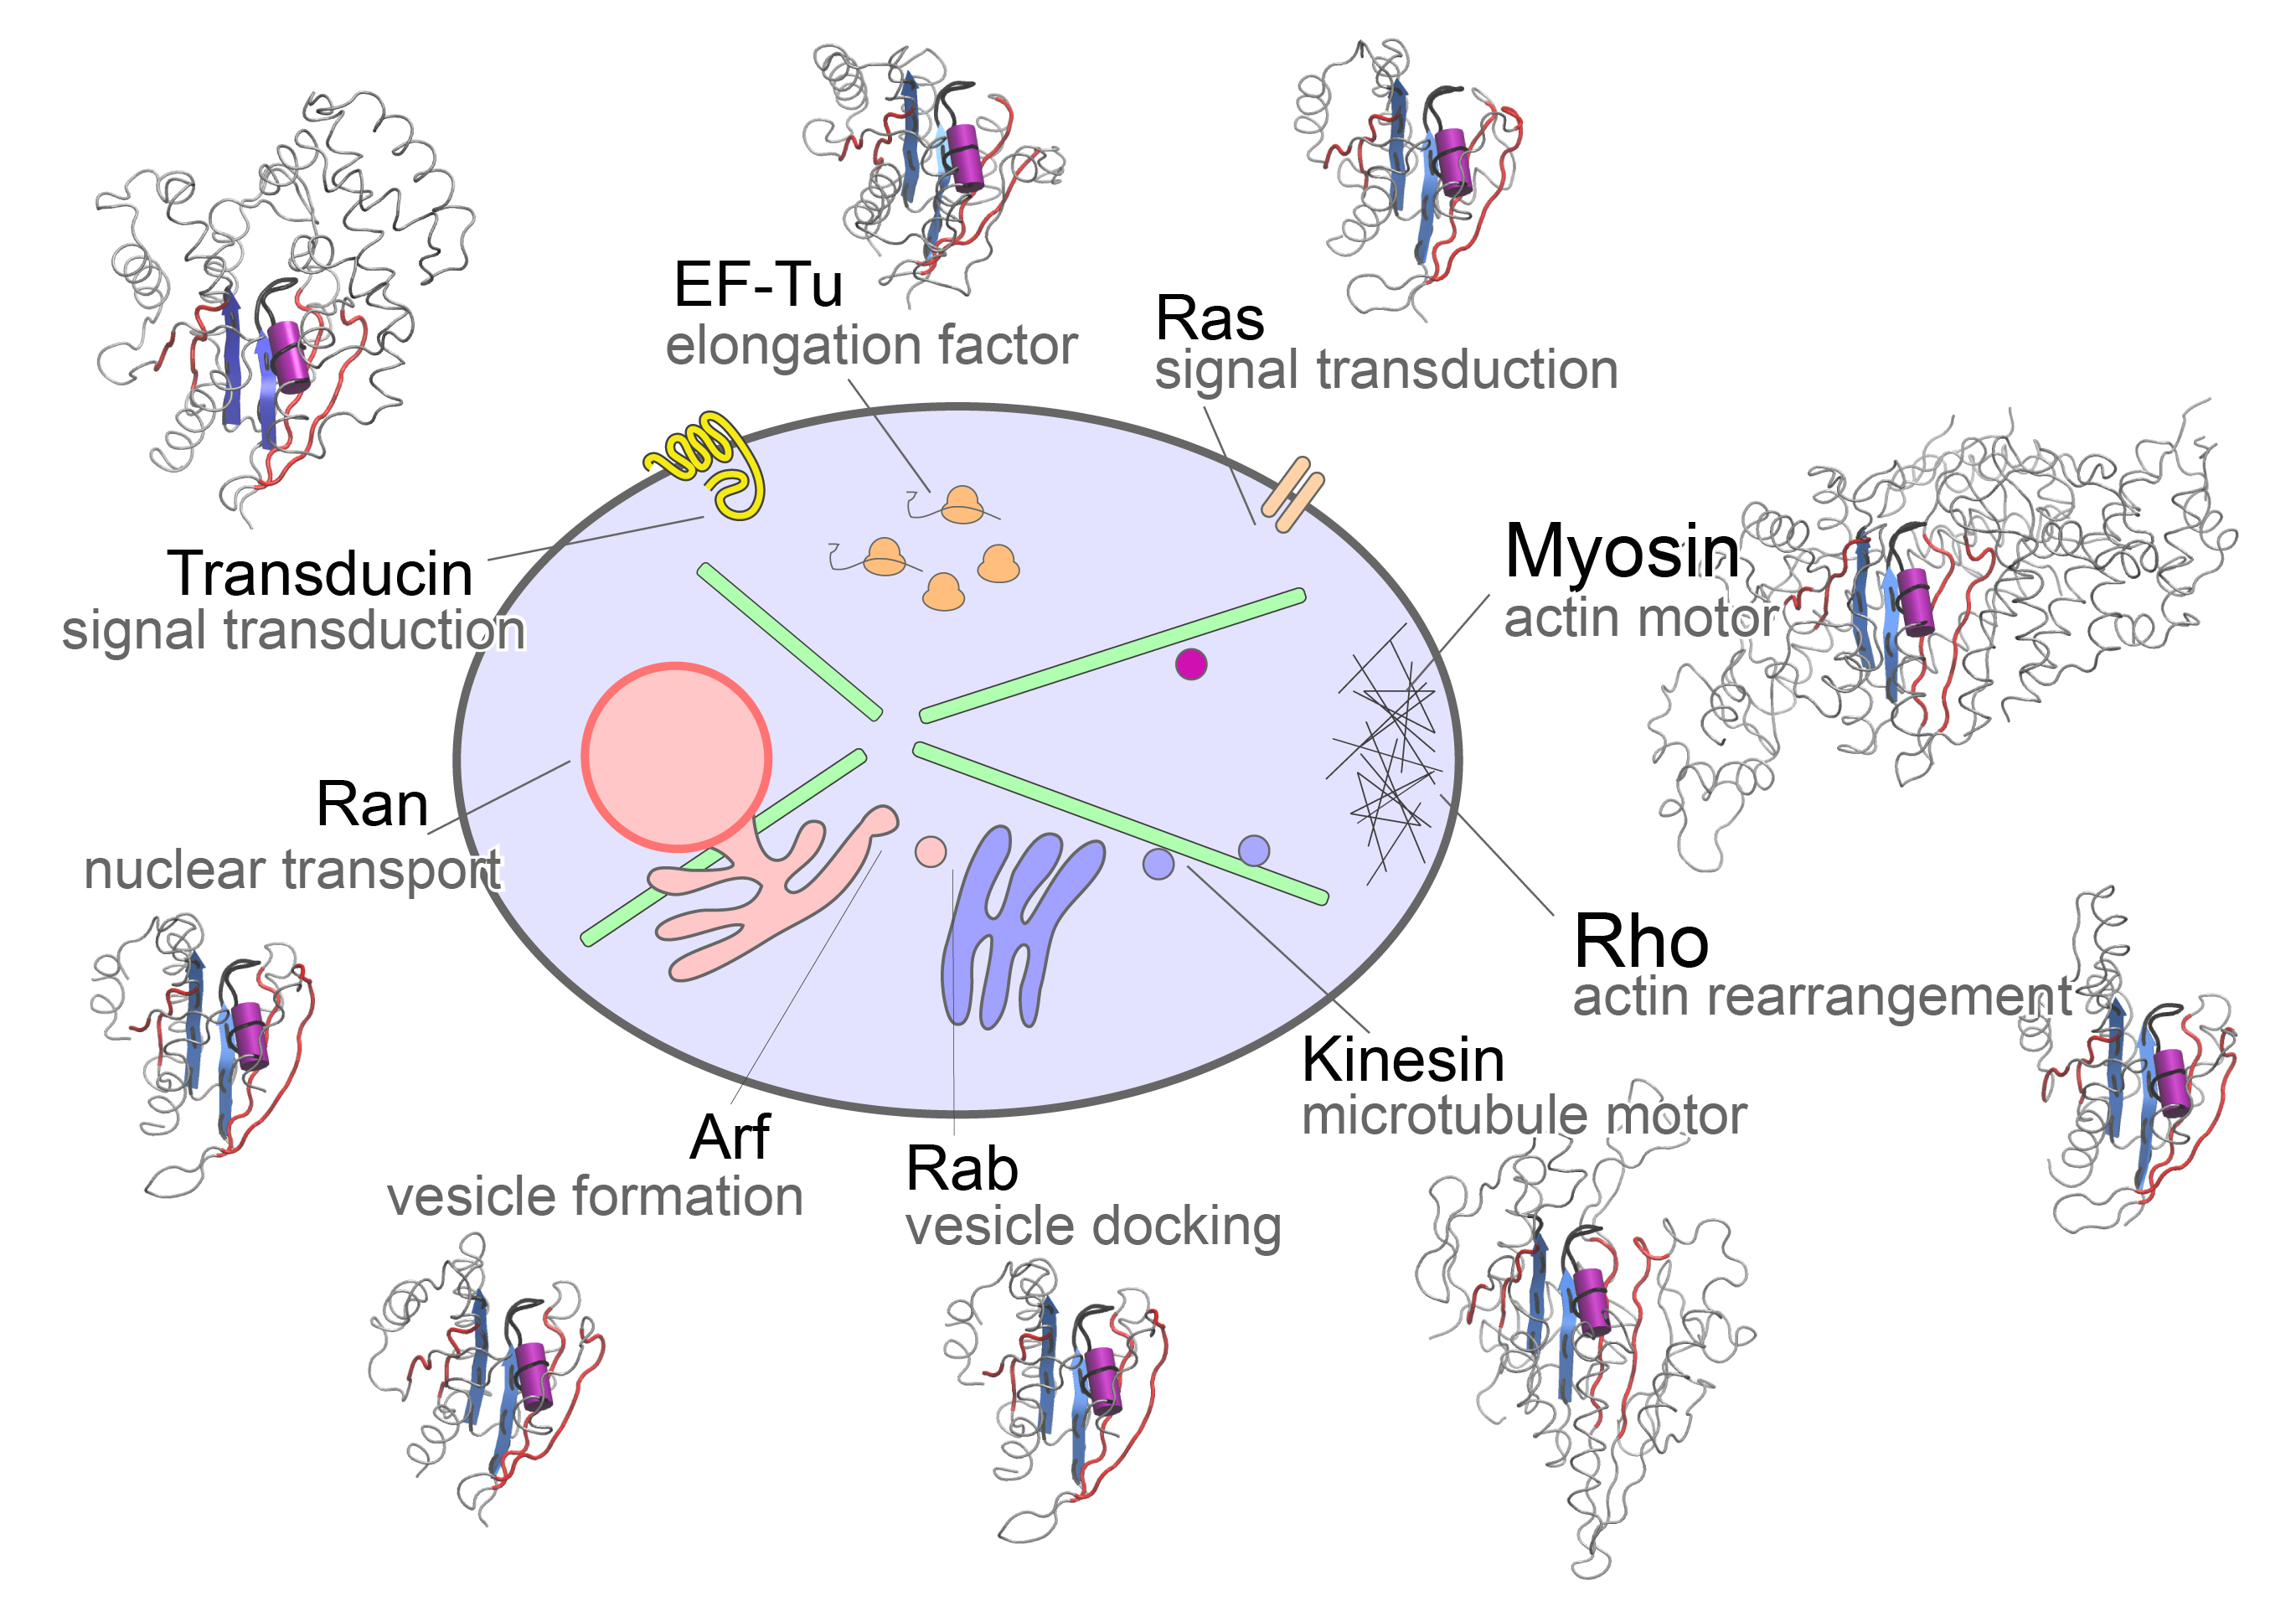 EF-Tu
elongation factor
Ras
signal transduction
Myosin
actin motor
Transducin
signal transduction
Ran
nuclear transport
Rho
actin rearrangement
Kinesin
microtubule motor
Arf
vesicle formation
Rab
vesicle docking